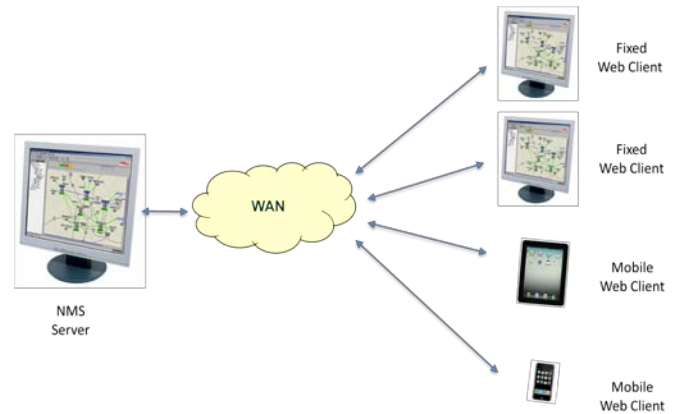 Fixed
Web Client
Fixed
Web Client
WAN
NMS
Server
Mobile
Web Client
Mobile
Web Client